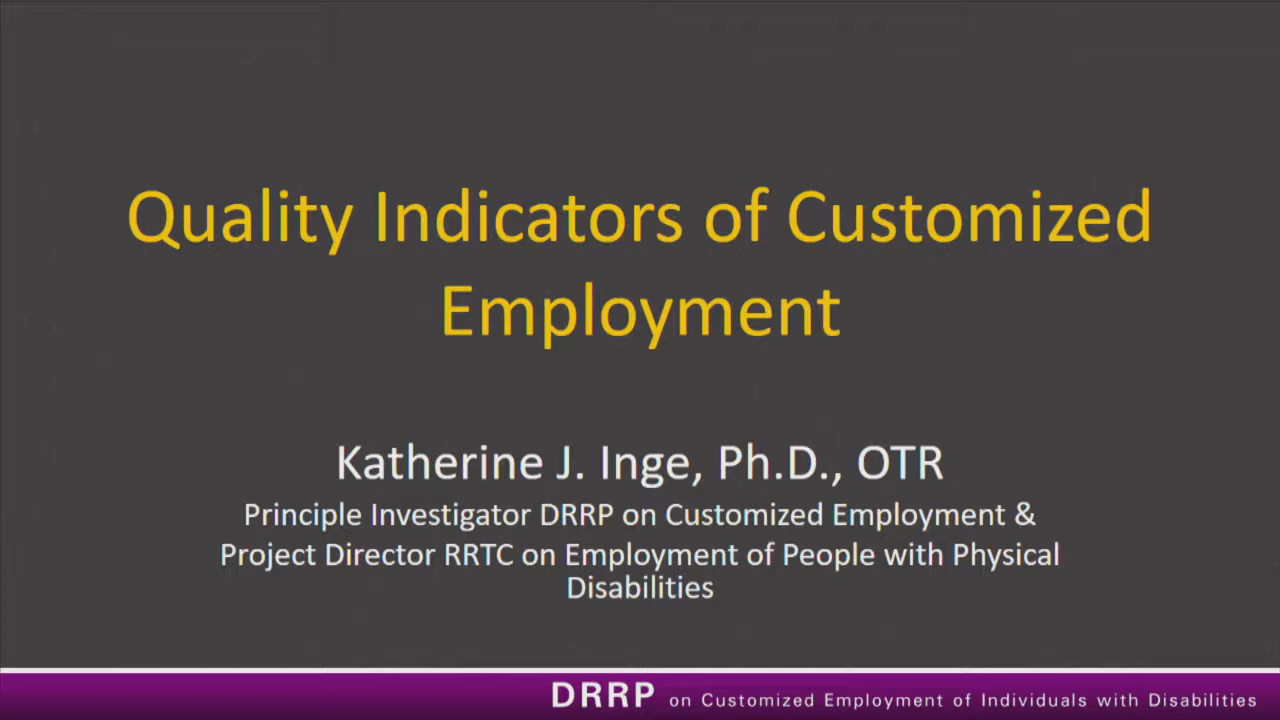 Quality Indicators of Customized
Employment
Katherine J. Inge, Ph.D., OTR
Principle Investigator DRRP on Customized Employment &
Project Director RRTC on Employment of People with Physical
Disabilities
DRRP on Customized Employment of Individuals with Disabilities